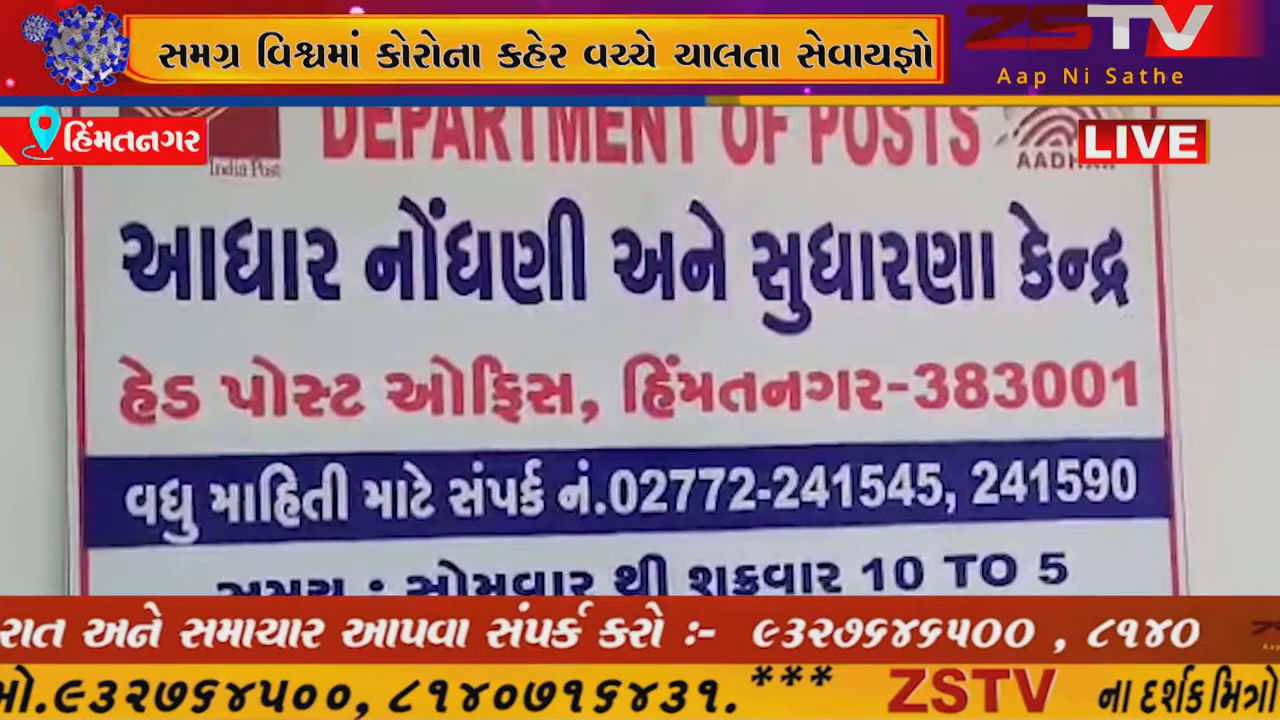 સમગ્ર વિશ્વમાં કોરોના કહેર વચ્ચે ચાલતા સેવાયજ્ઞો
ZSTV
Aap Ni Sathe
હિંમતનગર
LIVE
DEPARTMENT OF POSTS
India Post
આધાર નોંધણી અને સુધારણા કેન્દ્ર
હેડ પોસ્ટ ઓફિસ, હિંમતનગર-383001
વધુ માહિતી માટે સંપર્ક નં.02772-241545, 241590
સમય : સોમવાર થી શુક્રવાર 10 TO 5
રાત અને સમાચાર આપવા સંપર્ક કરો :- ૯૩૨૭૬૪૬૫૦૦ , ૮૧૪૦
મો.૯૩૨૭૬૪૫૦૦, ૮૧૪૦૭૧૬૪૩૧.*** ZSTV ના દર્શક મિત્રો